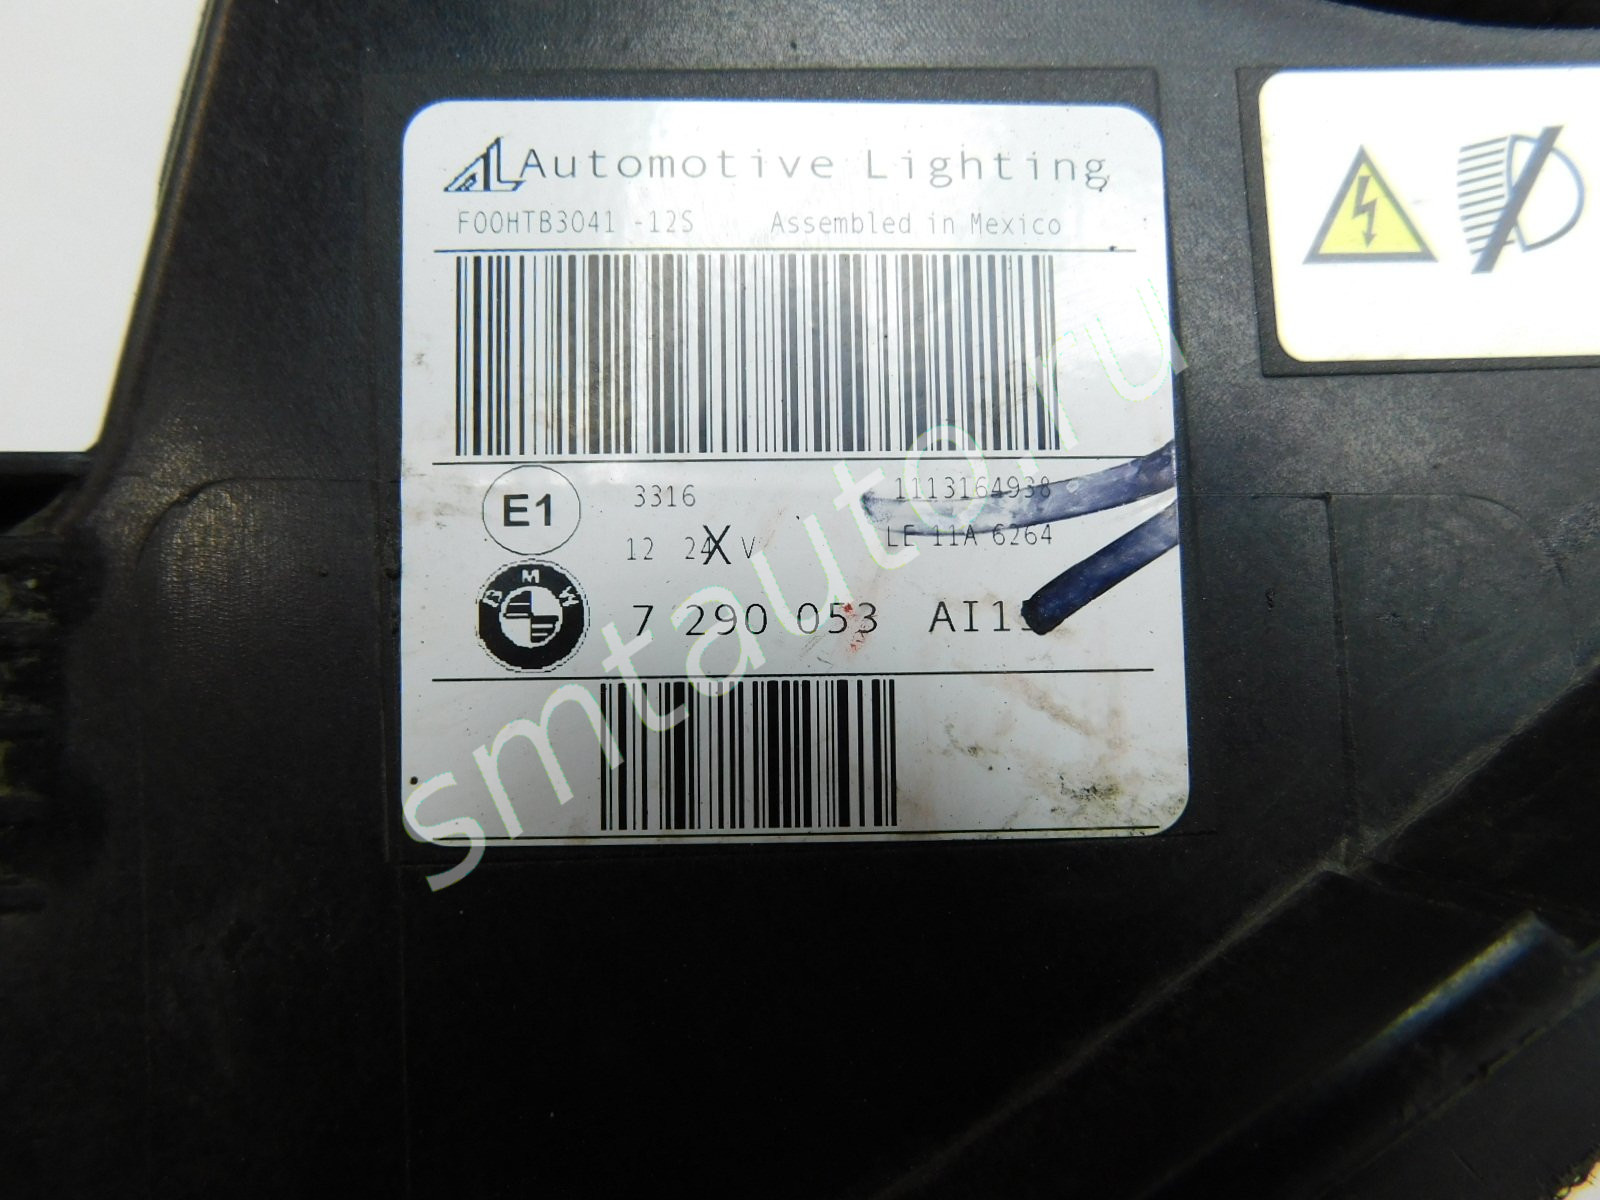 AL Automotive Lighting
F00HTB3041 -12S Assembled in Mexico
E1 3316 1113164938
12 24 V LE 11A 6264
BMW 7 290 053
smtauto.ru